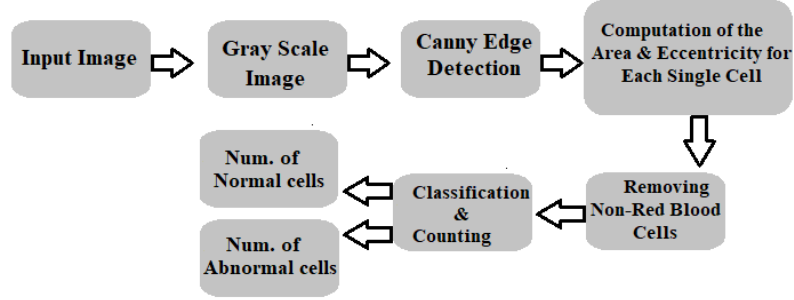 Input Image
Gray Scale
Image
Canny Edge
Detection
Computation of the
Area & Eccentricity for
Each Single Cell
Removing
Non-Red Blood
Cells
Classification
&
Counting
Num. of
Normal cells
Num. of
Abnormal cells